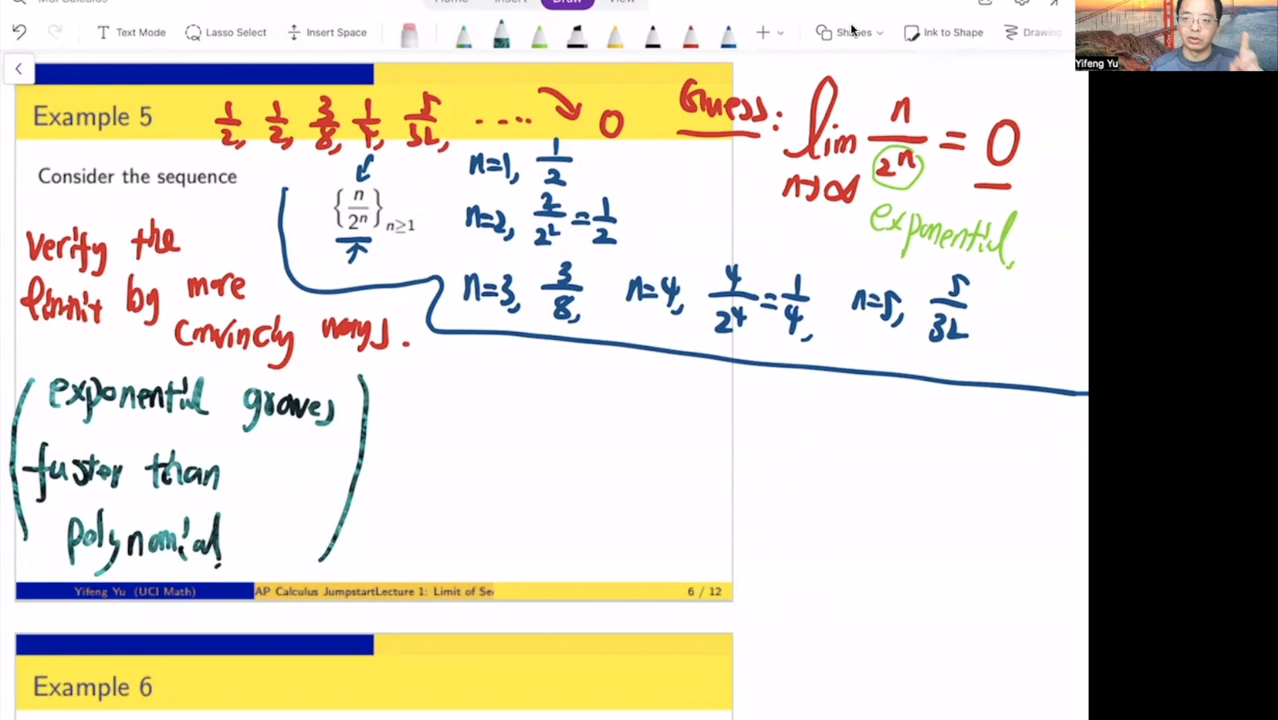 Text Mode Lasso Select Insert Space Shapes Ink to Shape Drawing
Yifeng Yu
Example 5
1/2, 1/2, 3/8, 1/4, 5/32, .... → 0
Guess: lim n→∞ n/2^n = 0
exponential,
Consider the sequence
{n/2^n} n≥1
n=1, 1/2
n=2, 2/2^2 = 1/2
n=3, 3/8, n=4, 4/2^4 = 1/4, n=5, 5/32
verify the
limit by more
ways.
exponential
faster than
polynomial
Yifeng Yu (UCI Math) AP Calculus JumpstartLecture 1: Limit of Se 6 / 12
Example 6